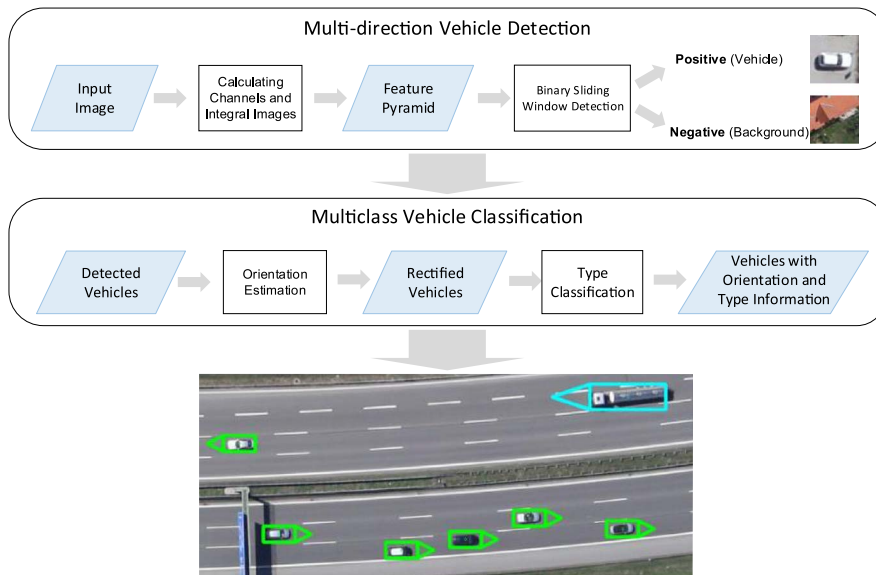 Multi-direction Vehicle Detection
Input
Image
Calculating
Channels and
Integral Images
Feature
Pyramid
Binary Sliding
Window Detection
Positive (Vehicle)
Negative (Background)
Multiclass Vehicle Classification
Detected
Vehicles
Orientation
Estimation
Rectified
Vehicles
Type
Classification
Vehicles with
Orientation and
Type Information